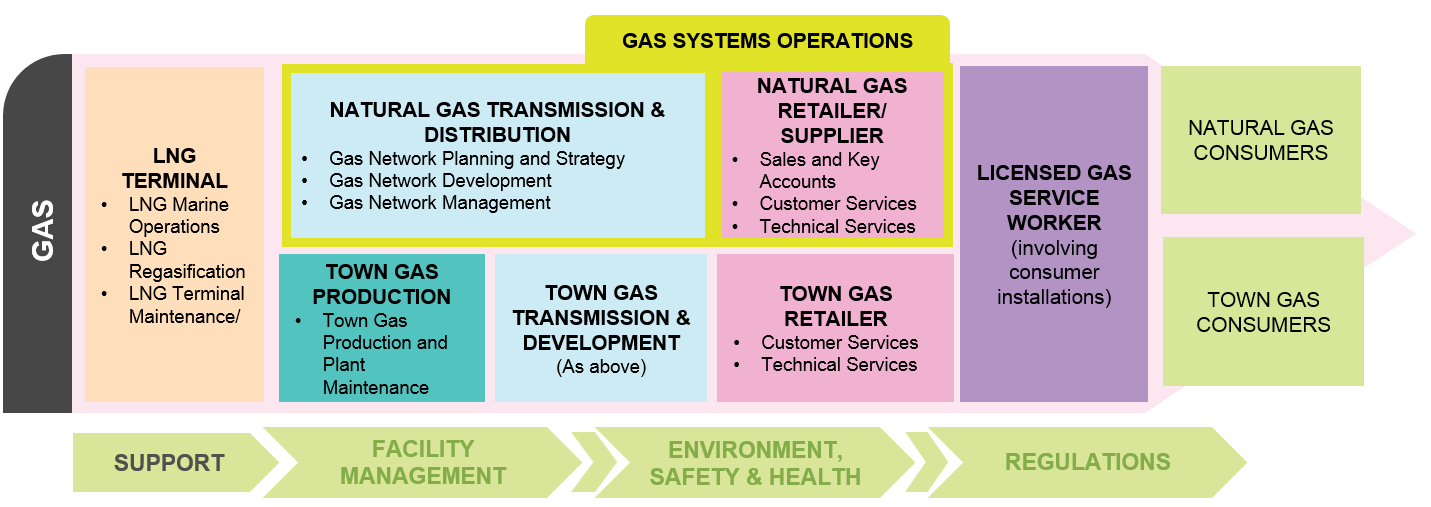 GAS SYSTEMS OPERATIONS
GAS
LNG
TERMINAL
• LNG Marine
Operations
• LNG
Regasification
• LNG Terminal
Maintenance/
NATURAL GAS TRANSMISSION &
DISTRIBUTION
• Gas Network Planning and Strategy
• Gas Network Development
• Gas Network Management
NATURAL GAS
RETAILER/
SUPPLIER
• Sales and Key
Accounts
• Customer Services
• Technical Services
TOWN GAS
PRODUCTION
• Town Gas
Production and
Plant
Maintenance
TOWN GAS
TRANSMISSION &
DEVELOPMENT
(As above)
TOWN GAS
RETAILER
• Customer Services
• Technical Services
LICENSED GAS
SERVICE
WORKER
(involving
consumer
installations)
NATURAL GAS
CONSUMERS
TOWN GAS
CONSUMERS
SUPPORT
FACILITY
MANAGEMENT
ENVIRONMENT,
SAFETY & HEALTH
REGULATIONS